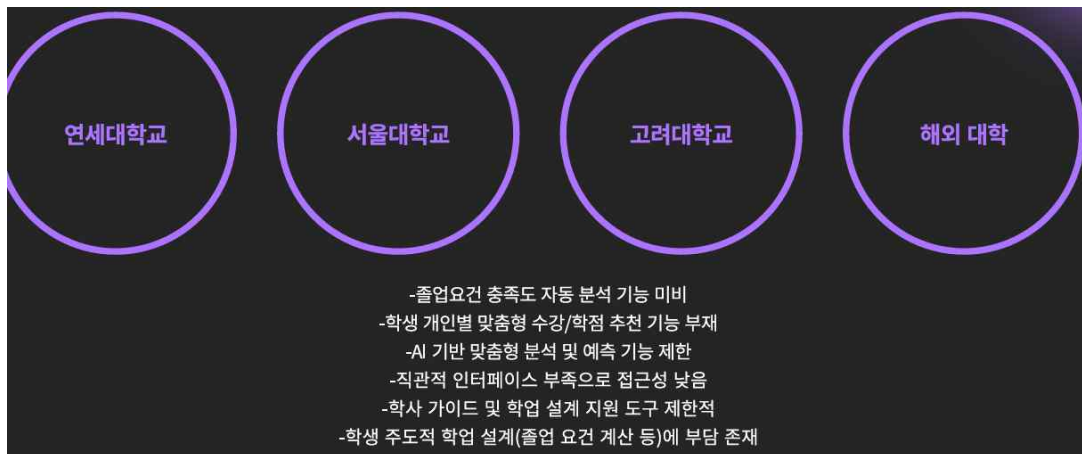 연세대학교
서울대학교
고려대학교
해외 대학
-졸업요건 충족도 자동 분석 기능 미비
-학생 개인별 맞춤형 수강/학점 추천 기능 부재
-AI 기반 맞춤형 분석 및 예측 기능 제한
-직관적 인터페이스 부족으로 접근성 낮음
-학사 가이드 및 학업 설계 지원 도구 제한적
-학생 주도적 학업 설계(졸업 요건 계산 등)에 부담 존재